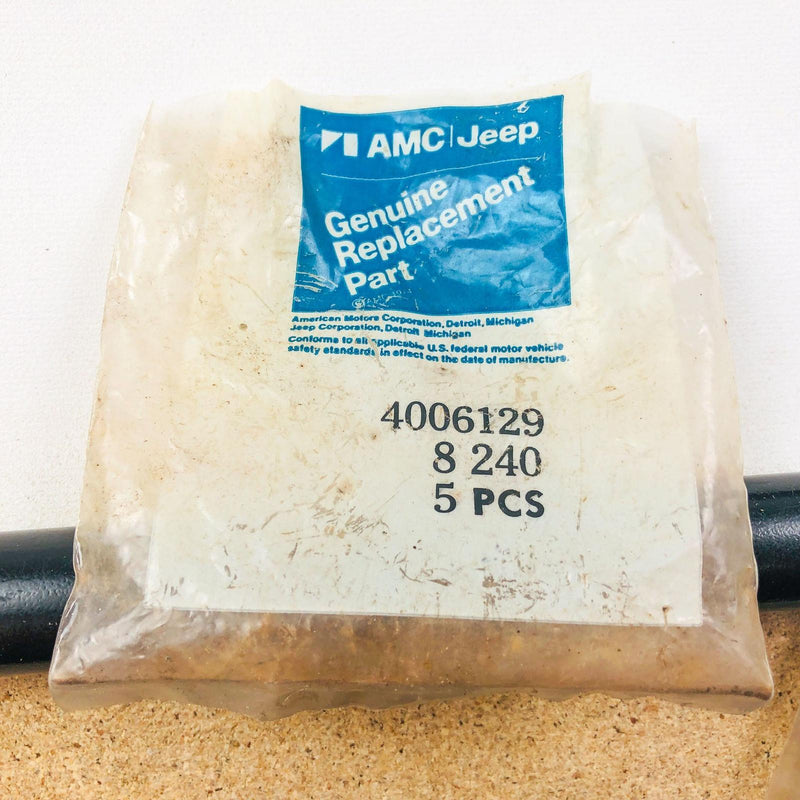 AMC | Jeep
Genuine
Replacement
Part
American Motors Corporation, Detroit, Michigan
Jeep Corporation, Detroit Michigan
Conforms to all applicable U.S. federal motor vehicle
safety standards in effect on the date of manufacture.
4006129
8 240
5 PCS